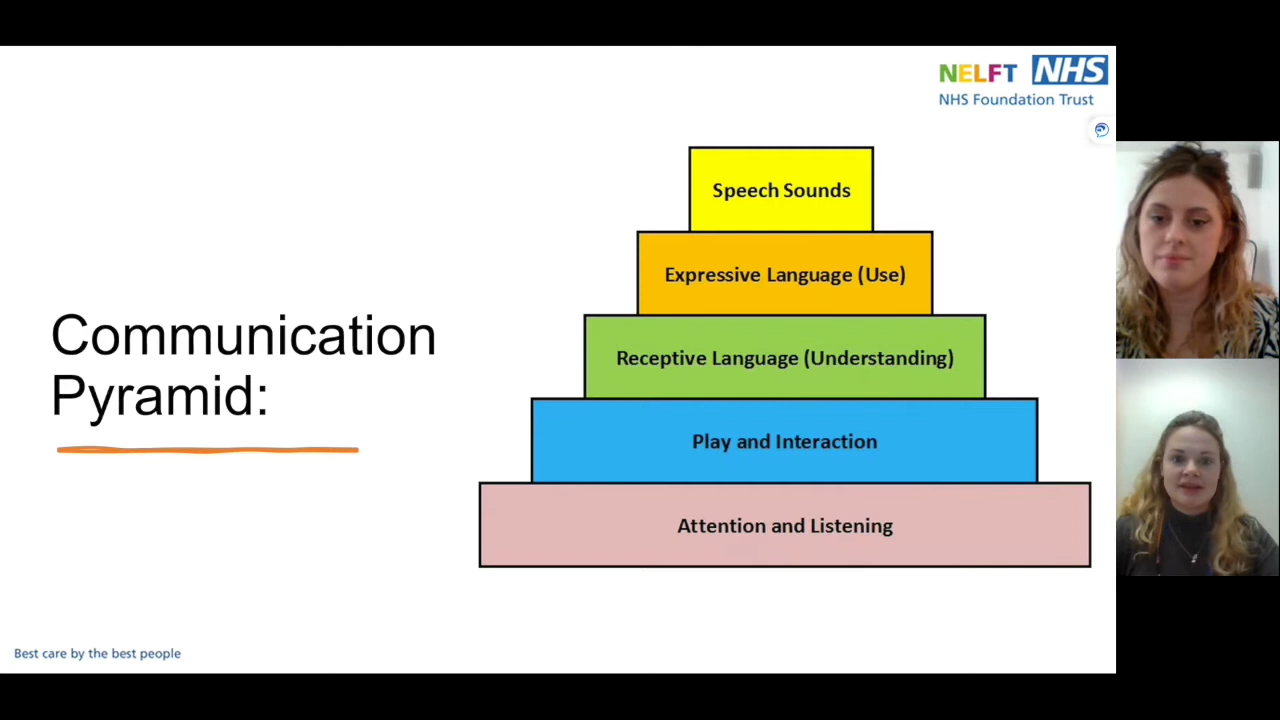 NELFT NHS
NHS Foundation Trust
Speech Sounds
Expressive Language (Use)
Receptive Language (Understanding)
Play and Interaction
Attention and Listening
Communication
Pyramid:
Best care by the best people